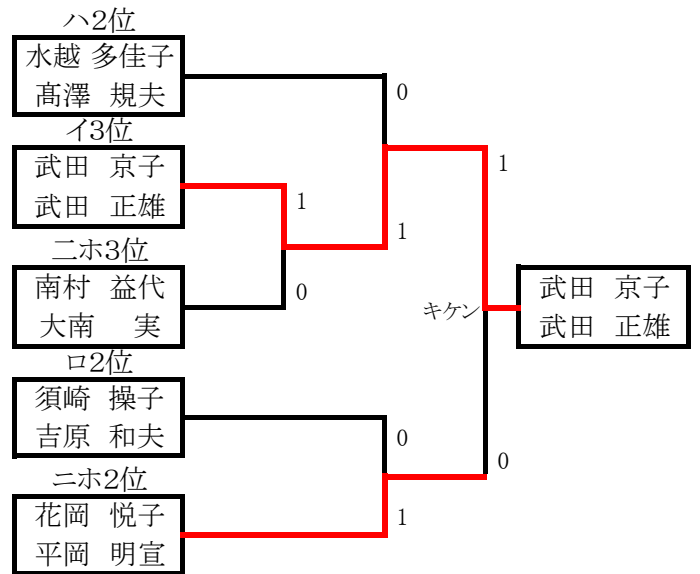 ハ2位
水越 多佳子
髙澤 規夫
0
イ3位
武田 京子
武田 正雄
1
1
1
ニホ3位
南村 益代
大南 実
0
キケン
武田 京子
武田 正雄
ロ2位
須崎 操子
吉原 和夫
0
0
ニホ2位
花岡 悦子
平岡 明宣
1